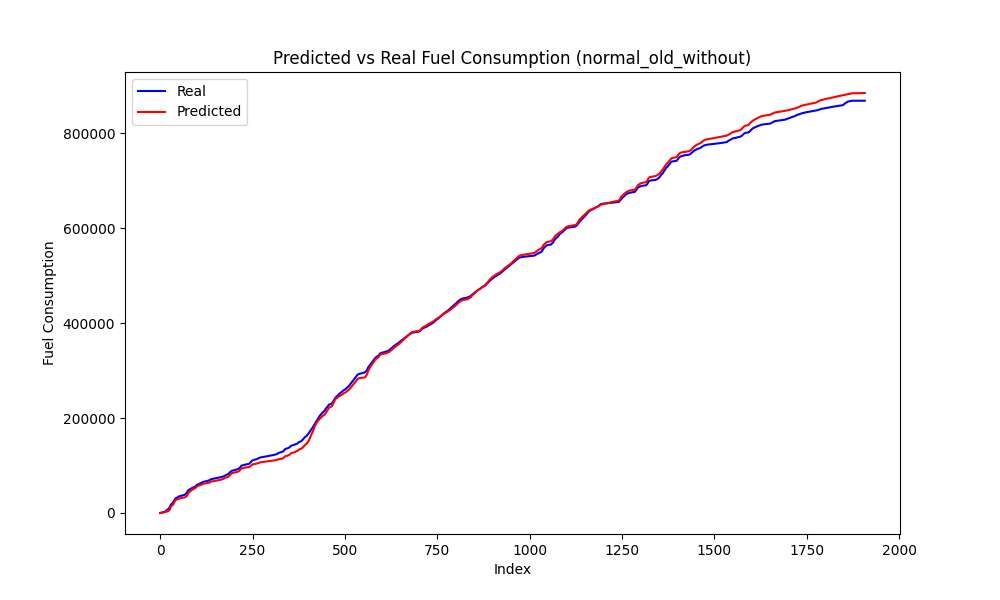 Predicted vs Real Fuel Consumption (normal_old_without)
Real
Predicted
800000
600000
400000
200000
0
Fuel Consumption
0 250 500 750 1000 1250 1500 1750 2000
Index